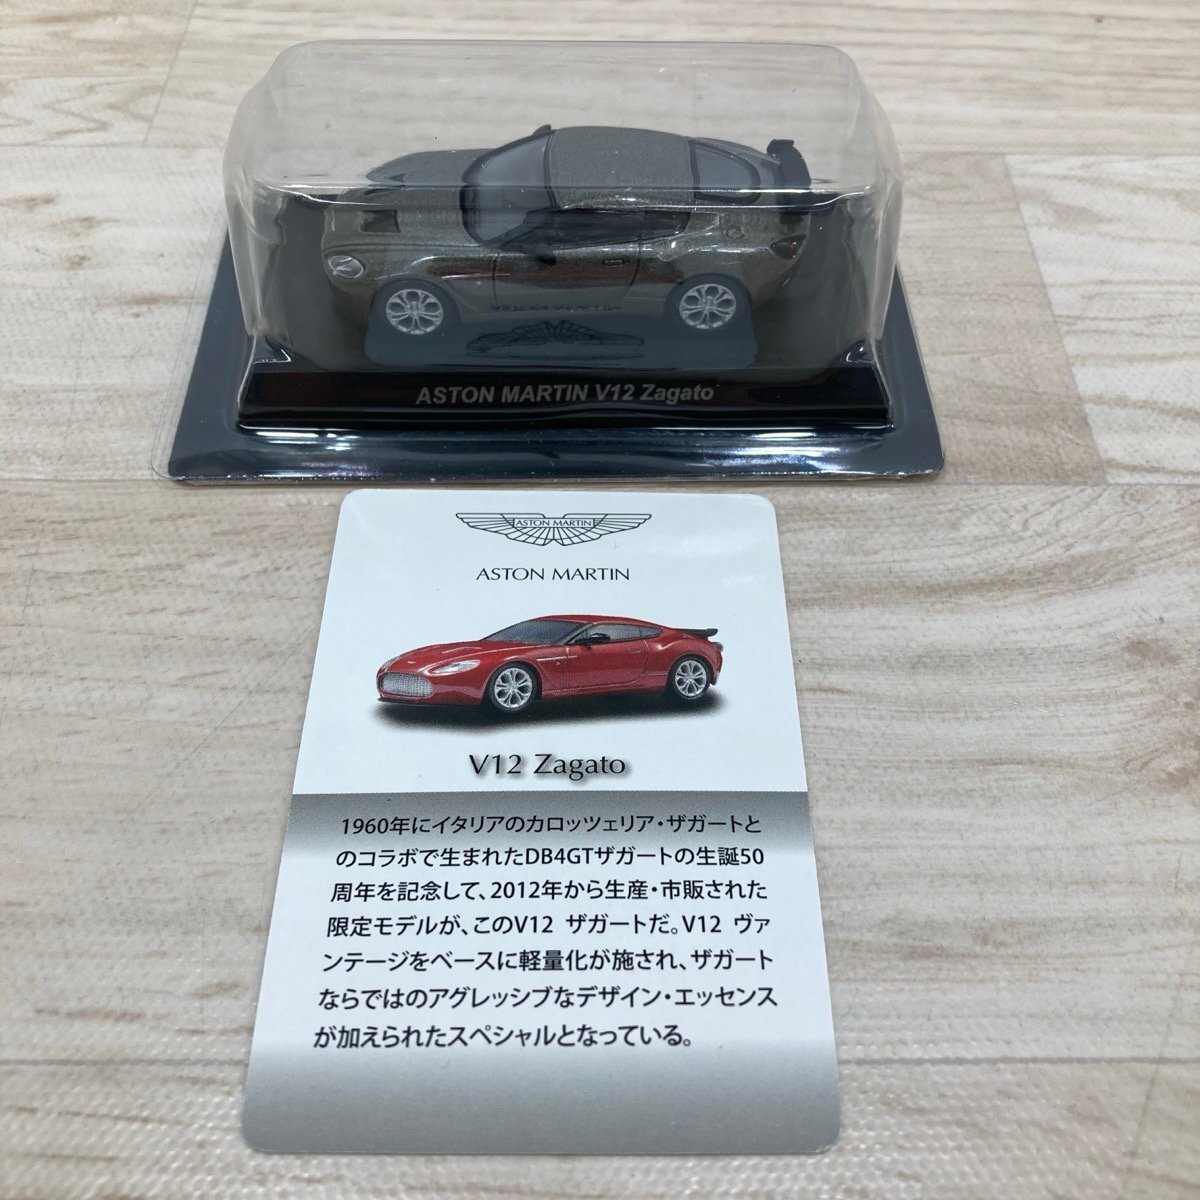 ASTON MARTIN V12 Zagato
ASTON MARTIN
ASTON MARTIN
V12 Zagato
1960年にイタリアのカロッツェリア・ザガートと
のコラボで生まれたDB4GTザガートの生誕50
周年を記念して、2012年から生産・市販された
限定モデルが、このV12 ザガートだ。V12 ヴァ
ンテージをベースに軽量化が施され、ザガート
ならではのアグレッシブなデザイン・エッセンス
が加えられたスペシャルとなっている。